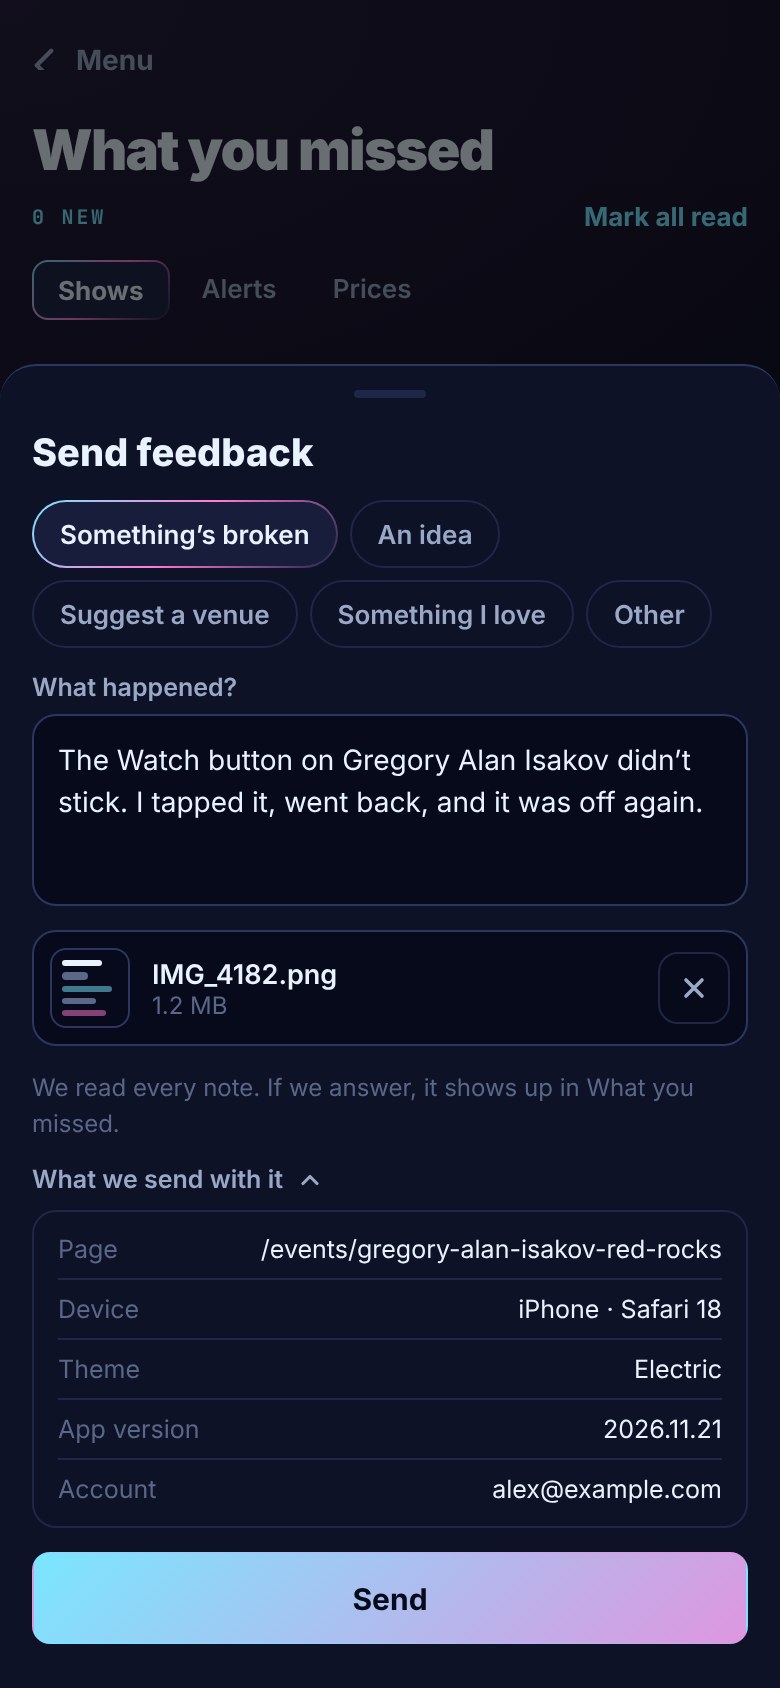 Menu
What you missed
0 NEW
Mark all read
Shows
Alerts
Prices
Send feedback
Something’s broken
An idea
Suggest a venue
Something I love
Other
What happened?
The Watch button on Gregory Alan Isakov didn’t
stick. I tapped it, went back, and it was off again.
IMG_4182.png
1.2 MB
We read every note. If we answer, it shows up in What you
missed.
What we send with it
Page /events/gregory-alan-isakov-red-rocks
Device iPhone · Safari 18
Theme Electric
App version 2026.11.21
Account alex@example.com
Send